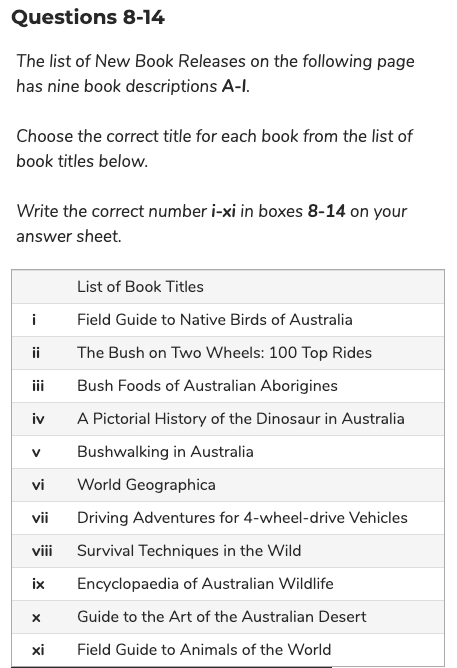 Questions 8-14
The list of New Book Releases on the following page
has nine book descriptions A-I.
Choose the correct title for each book from the list of
book titles below.
Write the correct number i-xi in boxes 8-14 on your
answer sheet.
List of Book Titles
i Field Guide to Native Birds of Australia
ii The Bush on Two Wheels: 100 Top Rides
iii Bush Foods of Australian Aborigines
iv A Pictorial History of the Dinosaur in Australia
v Bushwalking in Australia
vi World Geographica
vii Driving Adventures for 4-wheel-drive Vehicles
viii Survival Techniques in the Wild
ix Encyclopaedia of Australian Wildlife
x Guide to the Art of the Australian Desert
xi Field Guide to Animals of the World